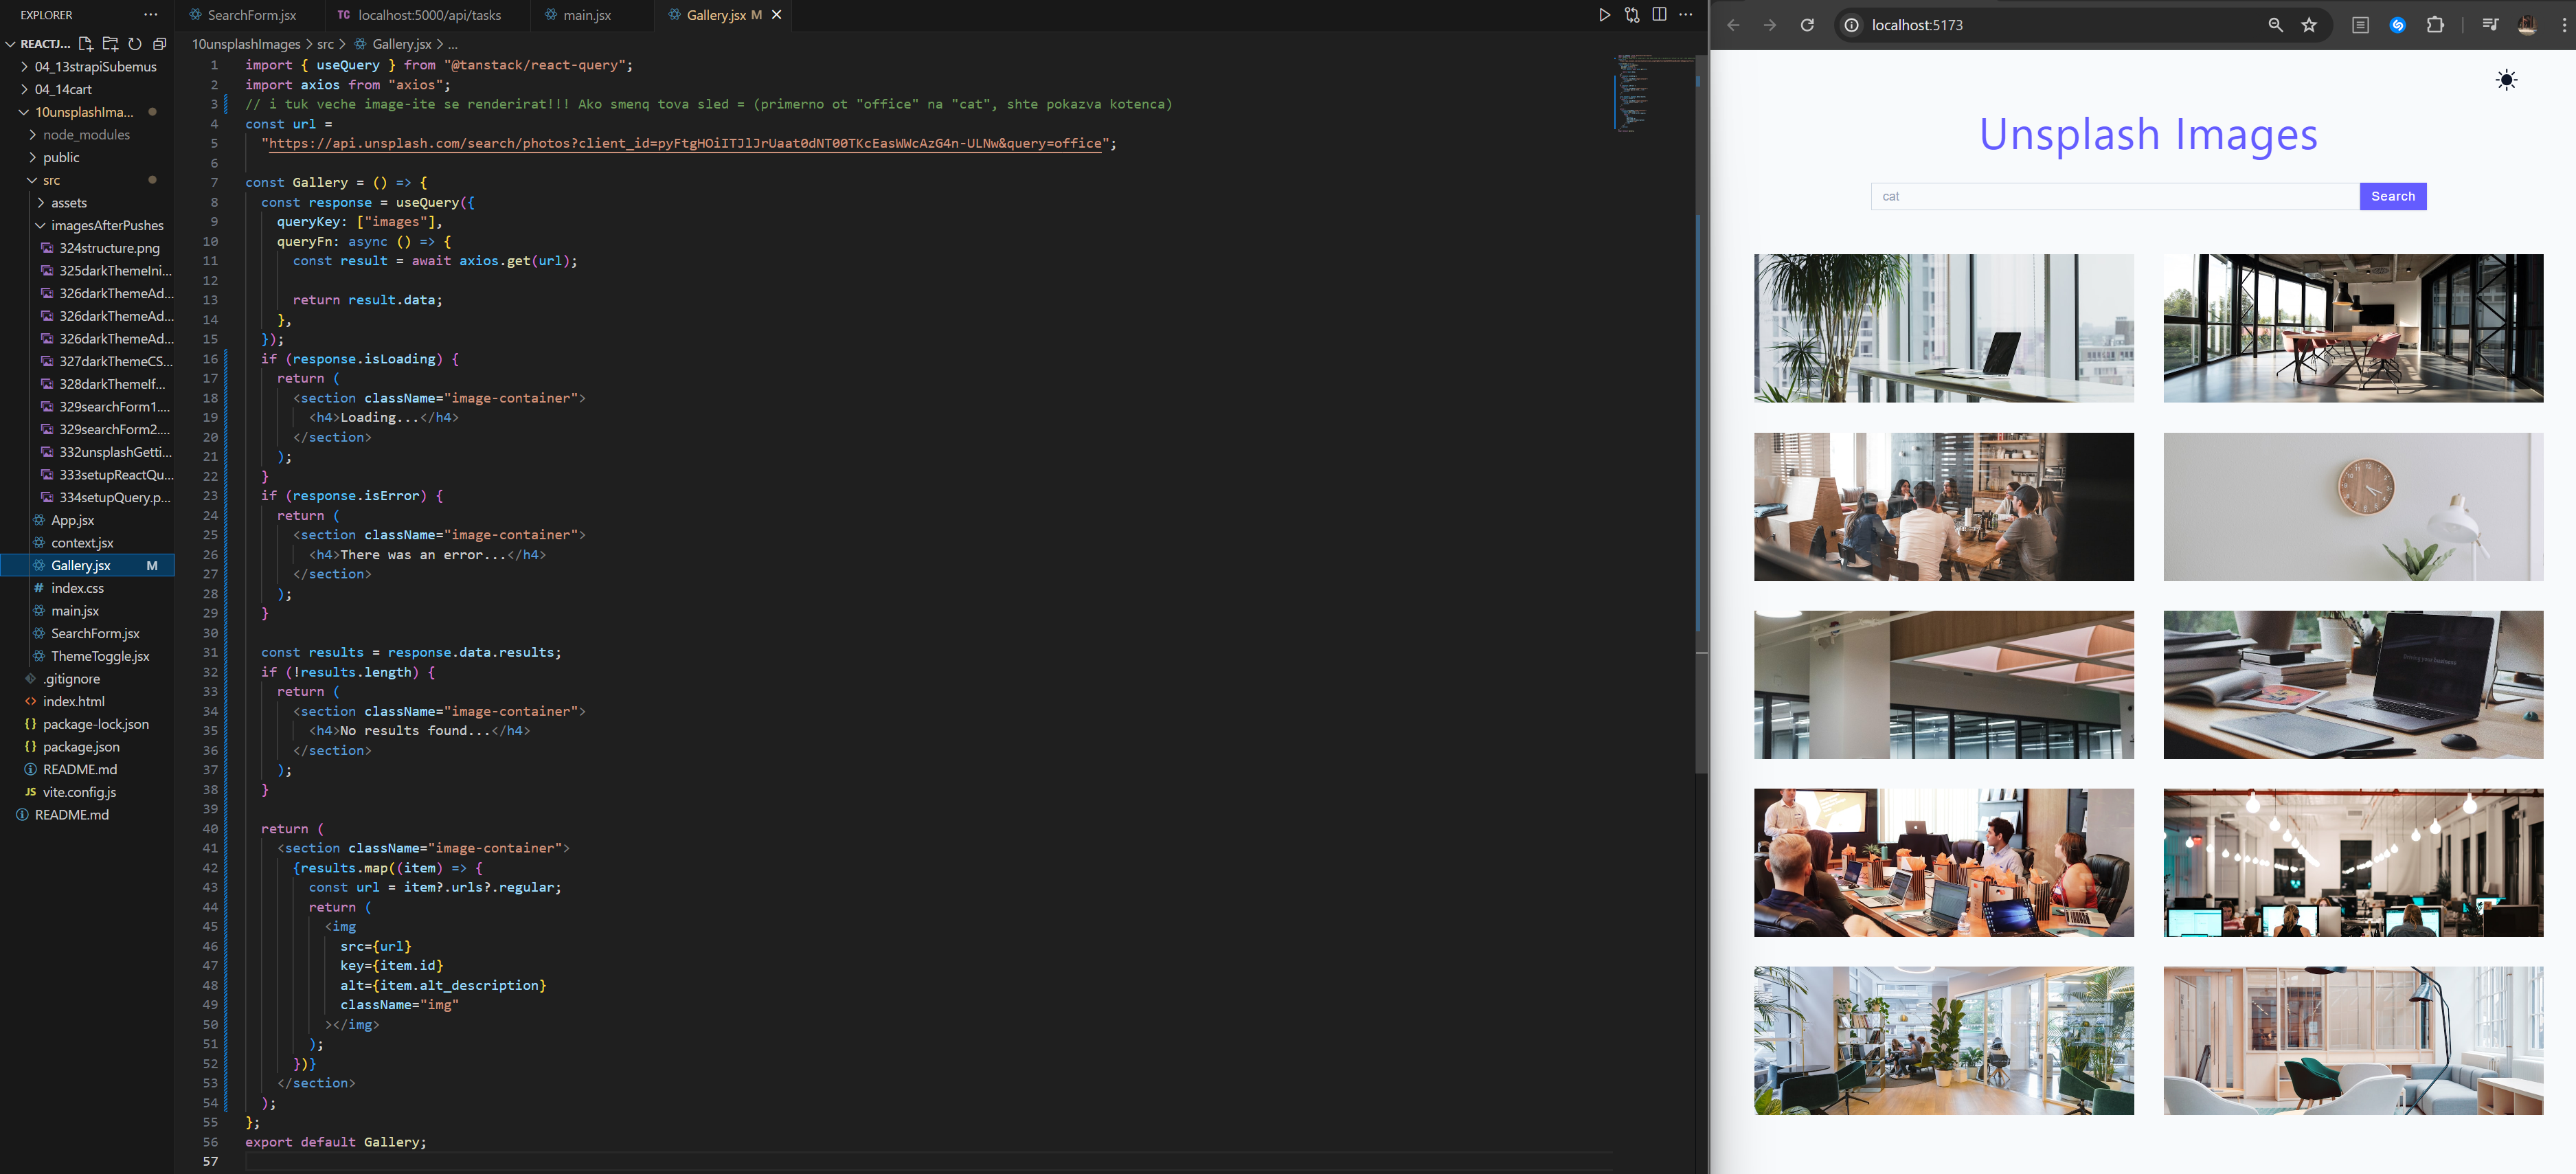 EXPLORER
REACTJ...
04_13strapiSubemus
04_14cart
10unsplashIma...
node_modules
public
src
assets
imagesAfterPushes
324structure.png
325darkThemeIni...
326darkThemeAd...
326darkThemeAd...
326darkThemeAd...
327darkThemeCS...
328darkThemeIf...
329searchForm1....
329searchForm2....
332unsplashGetti...
333setupReactQu...
334setupQuery.p...
App.jsx
context.jsx
Gallery.jsx M
index.css
main.jsx
SearchForm.jsx
ThemeToggle.jsx
.gitignore
index.html
package-lock.json
package.json
README.md
JS vite.config.js
README.md
SearchForm.jsx TC localhost:5000/api/tasks main.jsx Gallery.jsx M
10unsplashImages > src > Gallery.jsx > ...
1 import { useQuery } from "@tanstack/react-query";
2 import axios from "axios";
3 // i tuk veche image-ite se renderirat!!! Ako smenq tova sled = (primerno ot "office" na "cat", shte pokazva kotenca)
4 const url =
5 "https://api.unsplash.com/search/photos?client_id=pyFtgHOiITJlJrUaat0dNT00TKcEasWWcAzG4n-ULNw&query=office";
6
7 const Gallery = () => {
8 const response = useQuery({
9 queryKey: ["images"],
10 queryFn: async () => {
11 const result = await axios.get(url);
12
13 return result.data;
14 },
15 });
16 if (response.isLoading) {
17 return (
18 <section className="image-container">
19 <h4>Loading...</h4>
20 </section>
21 );
22 }
23 if (response.isError) {
24 return (
25 <section className="image-container">
26 <h4>There was an error...</h4>
27 </section>
28 );
29 }
30
31 const results = response.data.results;
32 if (!results.length) {
33 return (
34 <section className="image-container">
35 <h4>No results found...</h4>
36 </section>
37 );
38 }
39
40 return (
41 <section className="image-container">
42 {results.map((item) => {
43 const url = item?.urls?.regular;
44 return (
45 <img
46 src={url}
47 key={item.id}
48 alt={item.alt_description}
49 className="img"
50 ></img>
51 );
52 })}
53 </section>
54 );
55 };
56 export default Gallery;
57
localhost:5173
Unsplash Images
cat
Search